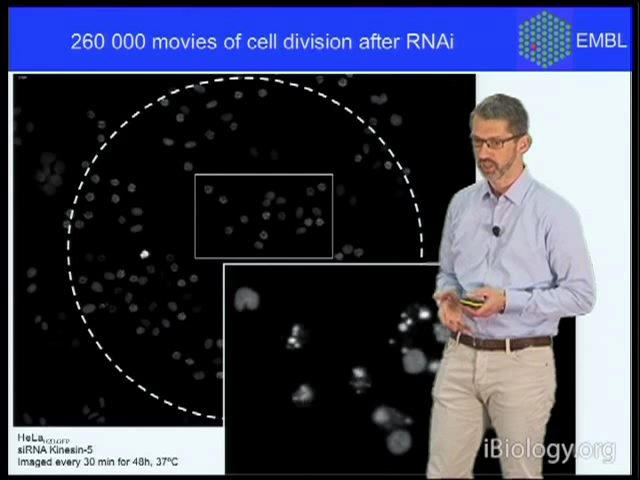 260 000 movies of cell division after RNAi
EMBL
HeLa
siRNA Kinesin-5
Imaged every 30 min for 48h, 37ºC
iBiology.org